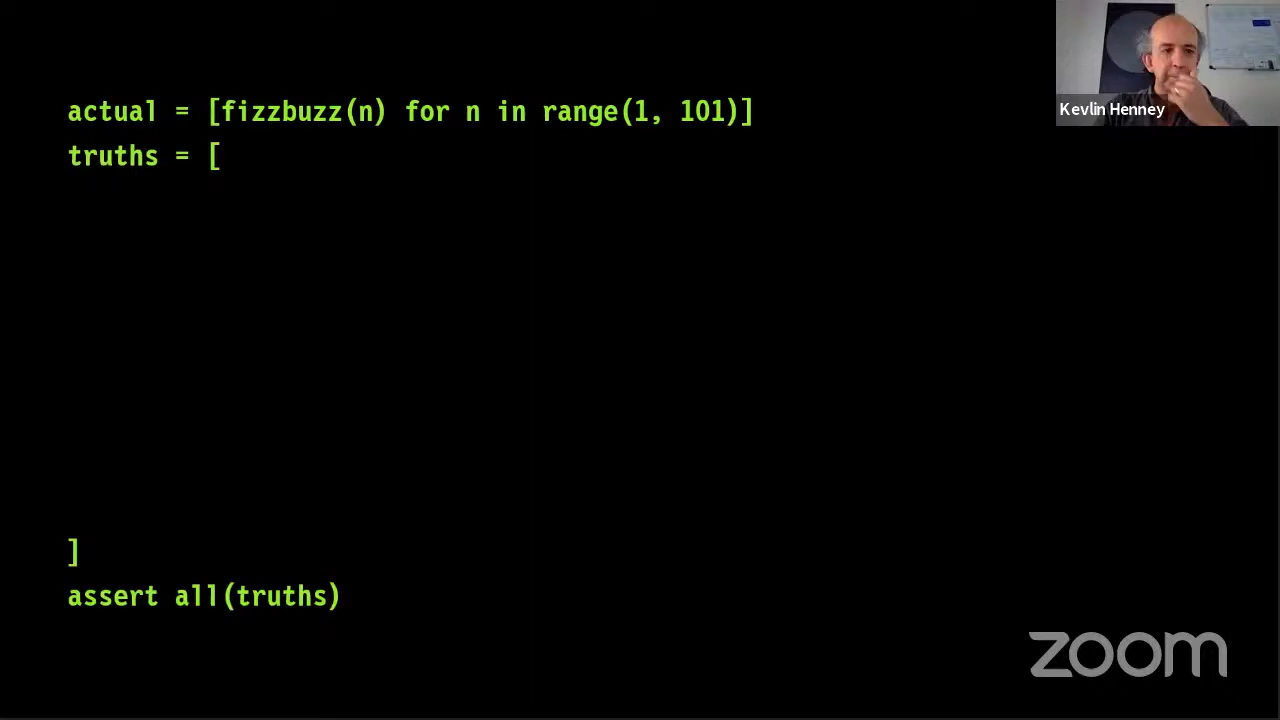 actual = [fizzbuzz(n) for n in range(1, 101)]
truths = [
]
assert all(truths)
Kevlin Henney
zoom